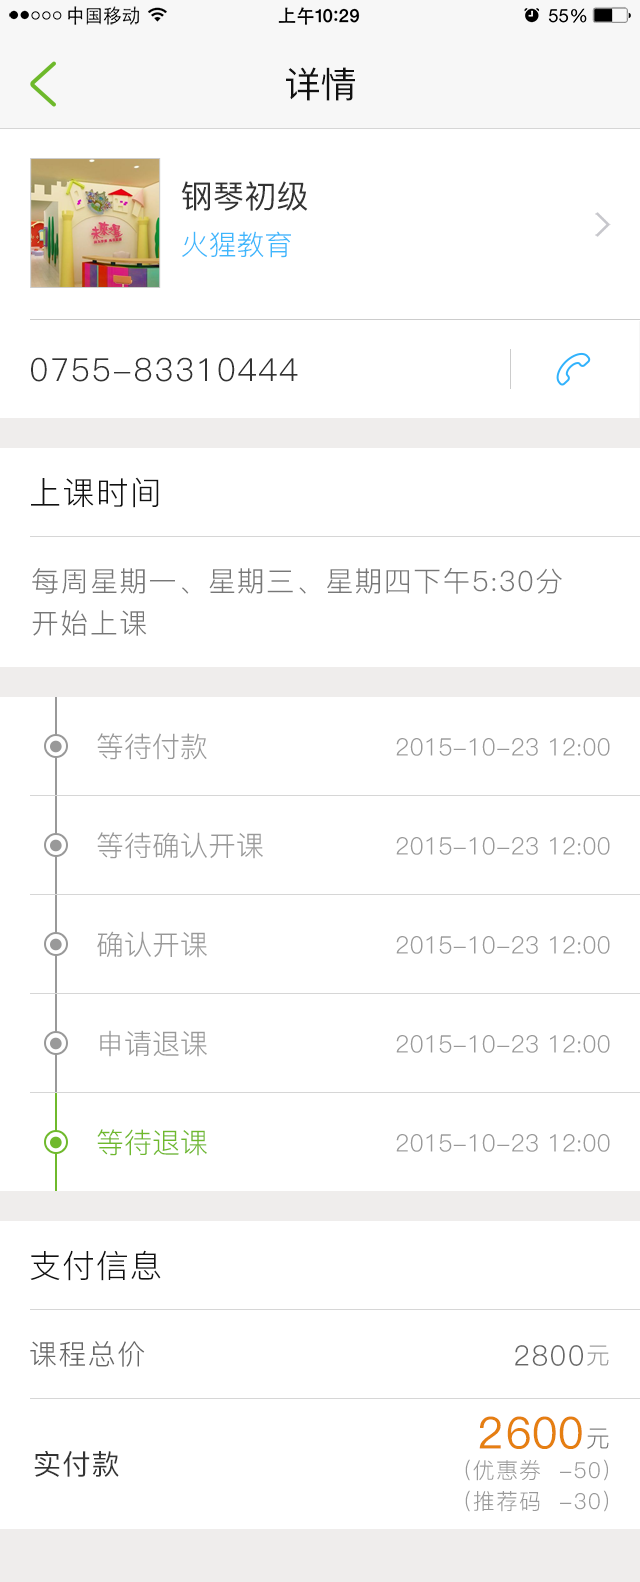 中国移动 上午10:29 55%
详情
钢琴初级
火猩教育
0755-83310444
上课时间
每周星期一、星期三、星期四下午5:30分
开始上课
等待付款 2015-10-23 12:00
等待确认开课 2015-10-23 12:00
确认开课 2015-10-23 12:00
申请退课 2015-10-23 12:00
等待退课 2015-10-23 12:00
支付信息
课程总价 2800元
实付款 2600元
(优惠券 -50)
(推荐码 -30)